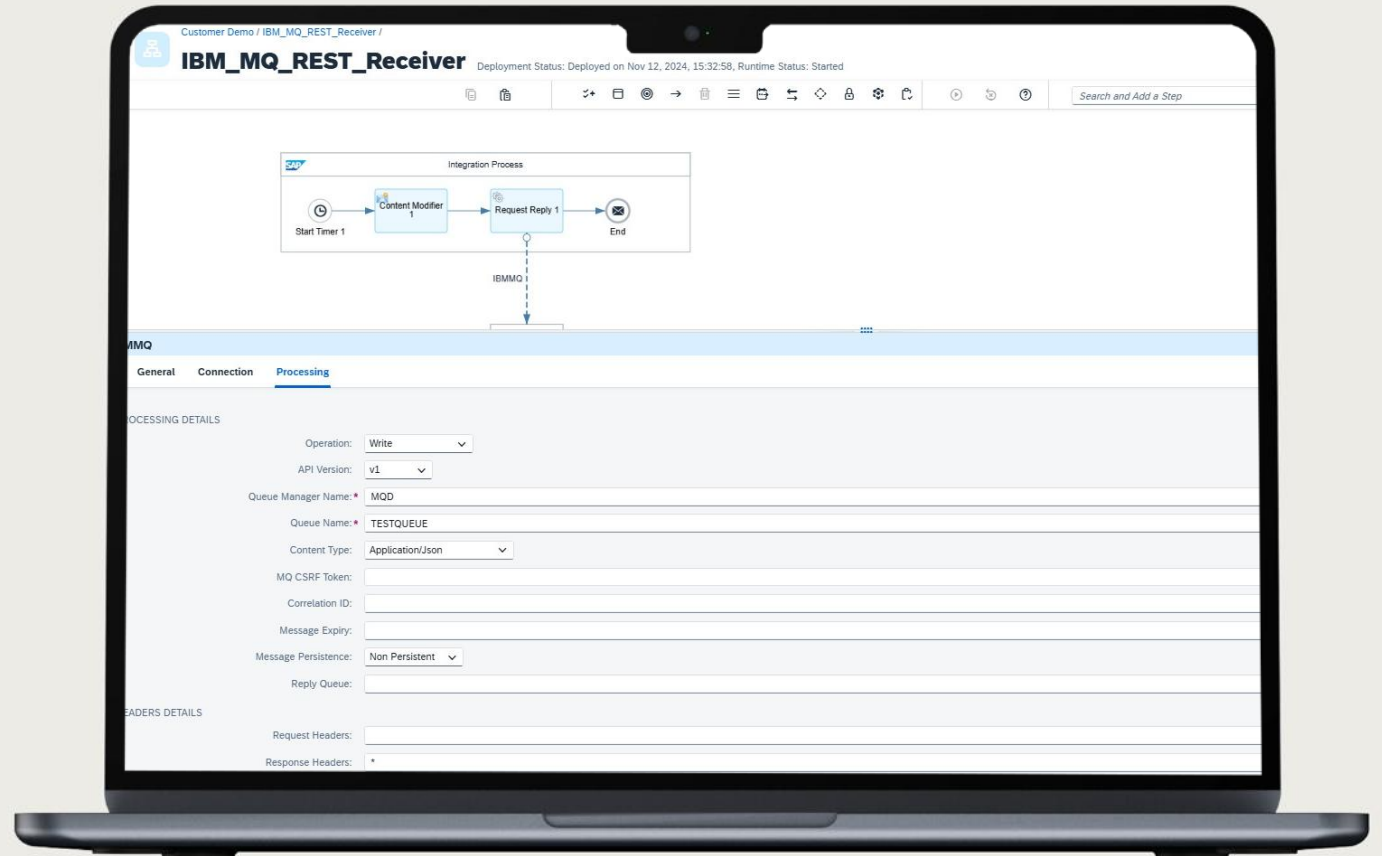 Customer Demo / IBM_MQ_REST_Receiver /
IBM_MQ_REST_Receiver Deployment Status: Deployed on Nov 12, 2024, 15:32:58, Runtime Status: Started
Search and Add a Step
SAP
Integration Process
Content Modifier
1
Request Reply 1
Start Timer 1
End
IBMMQ
MMQ
General Connection Processing
OCESSING DETAILS
Operation: Write
API Version: v1
Queue Manager Name:* MQD
Queue Name:* TESTQUEUE
Content Type: Application/Json
MQ CSRF Token:
Correlation ID:
Message Expiry:
Message Persistence: Non Persistent
Reply Queue:
EADERS DETAILS
Request Headers:
Response Headers: *